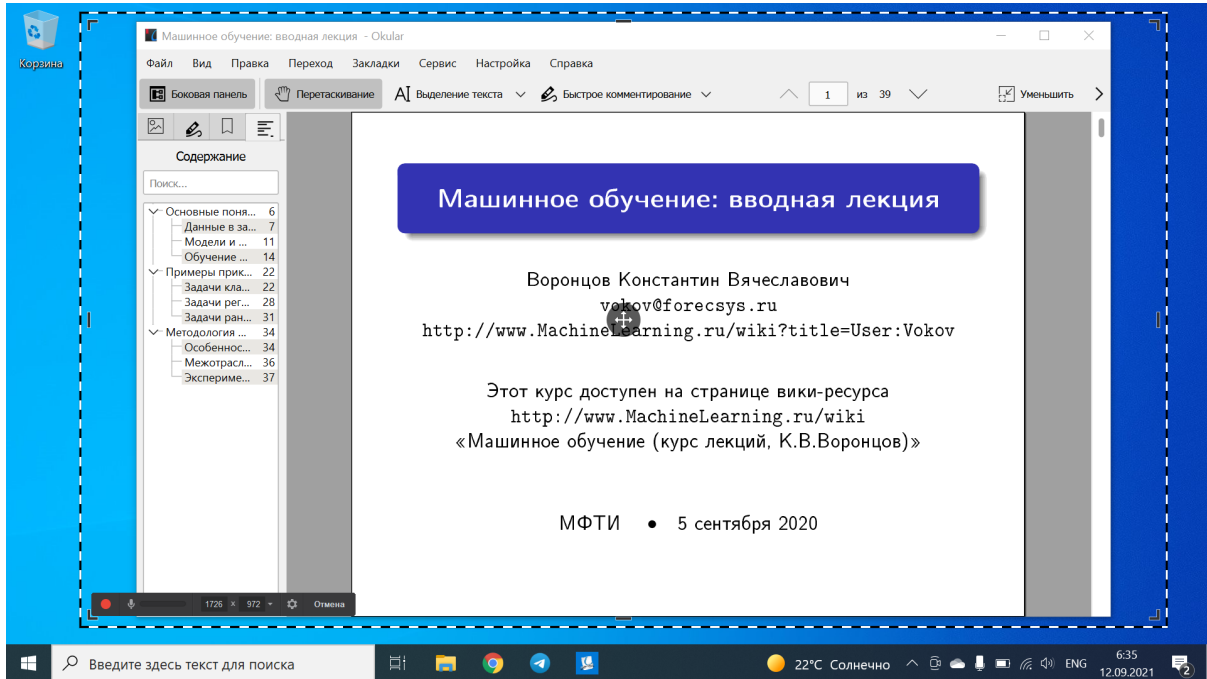 Корзина
Машинное обучение: вводная лекция - Okular
Файл Вид Правка Переход Закладки Сервис Настройка Справка
Боковая панель Перетаскивание Выделение текста Быстрое комментирование 1 из 39 Уменьшить
Содержание
Поиск...
Основные поня... 6
Данные в за... 7
Модели и ... 11
Обучение ... 14
Примеры прик... 22
Задачи кла... 22
Задачи рег... 28
Задачи ран... 31
Методология ... 34
Особеннос... 34
Межотрасл... 36
Эксперимe... 37
Машинное обучение: вводная лекция
Воронцов Константин Вячеславович
vokov@forecsys.ru
http://www.MachineLearning.ru/wiki?title=User:Vokov
Этот курс доступен на странице вики-ресурса
http://www.MachineLearning.ru/wiki
«Машинное обучение (курс лекций, К.В.Воронцов)»
МФТИ • 5 сентября 2020
1726 × 972 Отмена
Введите здесь текст для поиска
22°C Солнечно
ENG
6:35
12.09.2021
2